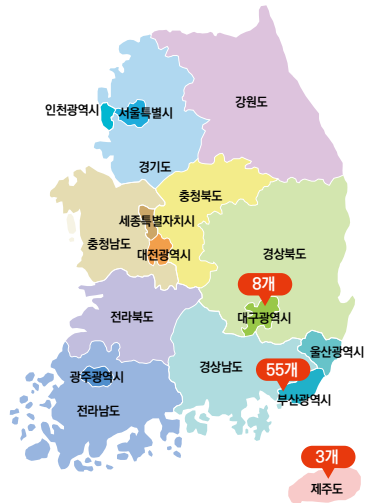 강원도
인천광역시
서울특별시
경기도
충청북도
세종특별자치시
충청남도
대전광역시
경상북도
8개
대구광역시
전라북도
울산광역시
경상남도
55개
광주광역시
부산광역시
전라남도
3개
제주도